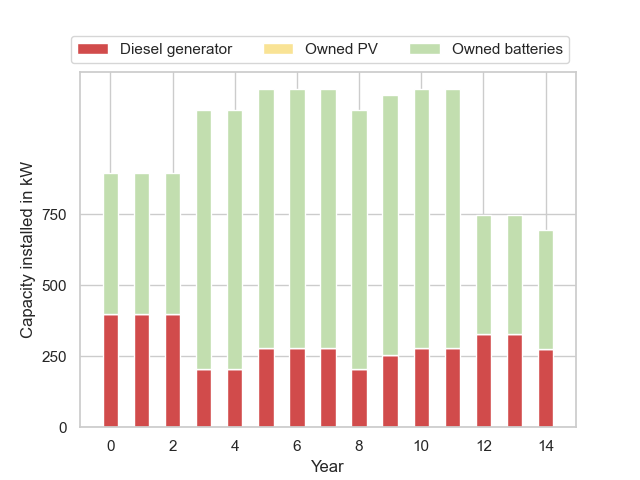 Diesel generator Owned PV Owned batteries
Capacity installed in kW
750
500
250
0
0 2 4 6 8 10 12 14
Year